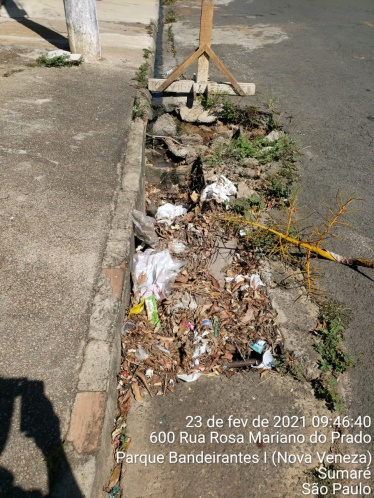 23 de fev de 2021 09:46:40
600 Rua Rosa Mariano do Prado
Parque Bandeirantes I (Nova Veneza)
Sumaré
São Paulo